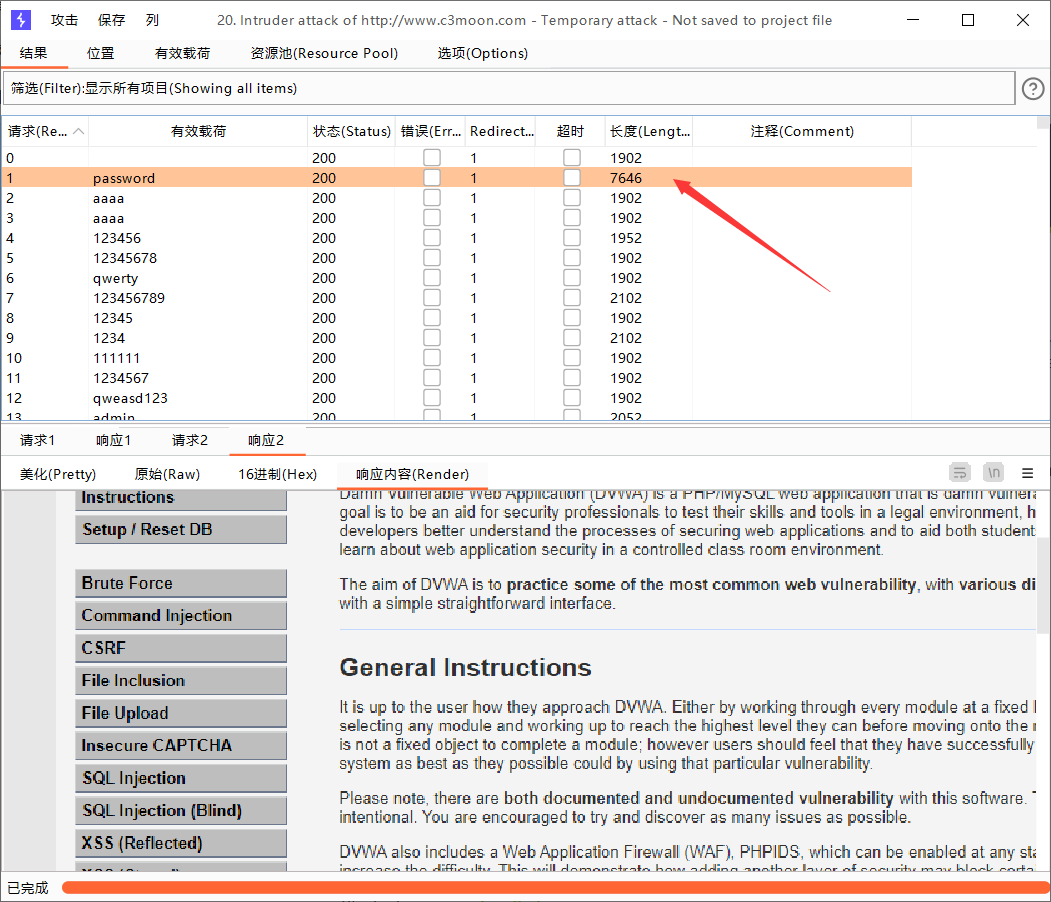 攻击 保存 列 20. Intruder attack of http://www.c3moon.com - Temporary attack - Not saved to project file
结果 位置 有效载荷 资源池(Resource Pool) 选项(Options)
筛选(Filter):显示所有项目(Showing all items)
请求(Re... 有效载荷 状态(Status) 错误(Err... Redirect... 超时 长度(Lengt... 注释(Comment)
0 200 1 1902
1 password 200 1 7646
2 aaaa 200 1 1902
3 aaaa 200 1 1902
4 123456 200 1 1952
5 12345678 200 1 1902
6 qwerty 200 1 1902
7 123456789 200 1 2102
8 12345 200 1 1902
9 1234 200 1 2102
10 111111 200 1 1902
11 1234567 200 1 1902
12 qweasd123 200 1 1902
13 admin 200 1 2052
请求1 响应1 请求2 响应2
美化(Pretty) 原始(Raw) 16进制(Hex) 响应内容(Render) \n
Instructions
Setup / Reset DB
Brute Force
Command Injection
CSRF
File Inclusion
File Upload
Insecure CAPTCHA
SQL Injection
SQL Injection (Blind)
XSS (Reflected)
Damn Vulnerable Web Application (DVWA) is a PHP/MySQL web application that is damn vulnera
goal is to be an aid for security professionals to test their skills and tools in a legal environment, h
developers better understand the processes of securing web applications and to aid both student
learn about web application security in a controlled class room environment.
The aim of DVWA is to practice some of the most common web vulnerability, with various di
with a simple straightforward interface.
General Instructions
It is up to the user how they approach DVWA. Either by working through every module at a fixed
selecting any module and working up to reach the highest level they can before moving onto the
is not a fixed object to complete a module; however users should feel that they have successfully
system as best as they possible could by using that particular vulnerability.
Please note, there are both documented and undocumented vulnerability with this software.
intentional. You are encouraged to try and discover as many issues as possible.
DVWA also includes a Web Application Firewall (WAF), PHPIDS, which can be enabled at any sta
increase the difficulty. This will demonstrate how adding another layer of security may block certa
已完成